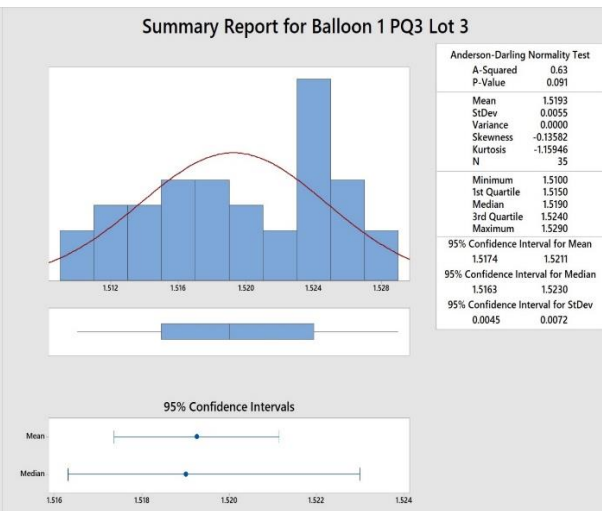 Summary Report for Balloon 1 PQ3 Lot 3
Anderson-Darling Normality Test
A-Squared 0.63
P-Value 0.091
Mean 1.5193
StDev 0.0055
Variance 0.0000
Skewness -0.13582
Kurtosis -1.15946
N 35
Minimum 1.5100
1st Quartile 1.5150
Median 1.5190
3rd Quartile 1.5240
Maximum 1.5290
95% Confidence Interval for Mean
1.5174 1.5211
95% Confidence Interval for Median
1.5163 1.5230
95% Confidence Interval for StDev
0.0045 0.0072
1.512 1.516 1.520 1.524 1.528
95% Confidence Intervals
Mean
Median
1.516 1.518 1.520 1.522 1.524